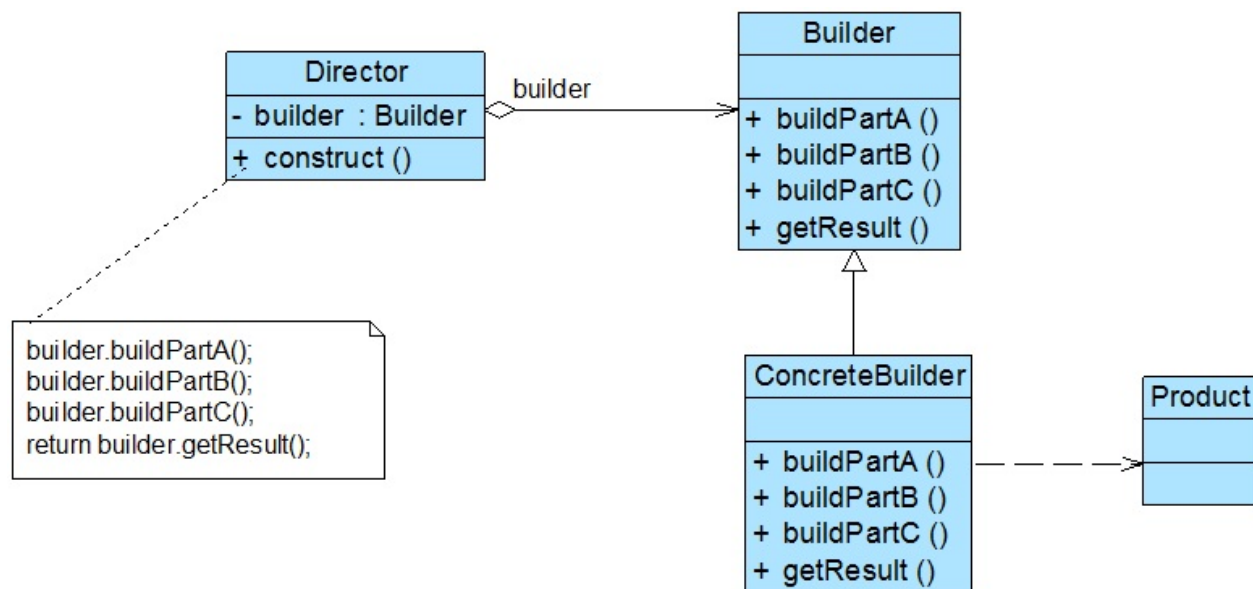 Director
- builder : Builder
+ construct ()
builder
Builder
+ buildPartA ()
+ buildPartB ()
+ buildPartC ()
+ getResult ()
builder.buildPartA();
builder.buildPartB();
builder.buildPartC();
return builder.getResult();
ConcreteBuilder
+ buildPartA ()
+ buildPartB ()
+ buildPartC ()
+ getResult ()
Product